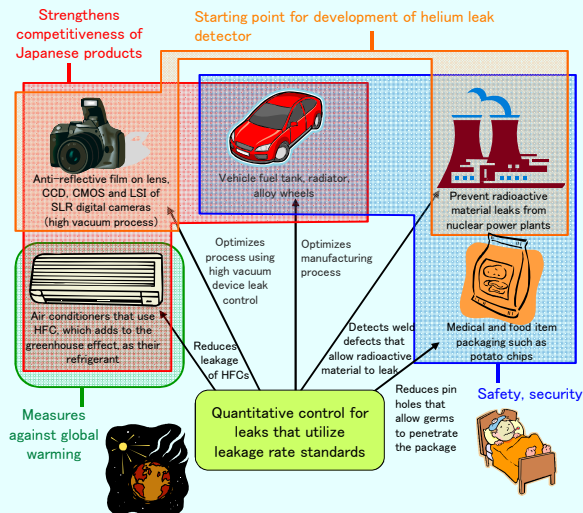 Strengthens
competitiveness of
Japanese products
Starting point for development of helium leak
detector
Anti-reflective film on lens,
CCD, CMOS and LSI of
SLR digital cameras
(high vacuum process)
Vehicle fuel tank, radiator,
alloy wheels
Prevent radioactive
material leaks from
nuclear power plants
Optimizes
process using
high vacuum
device leak
control
Optimizes
manufacturing
process
Air conditioners that use
HFC, which adds to the
greenhouse effect, as their
refrigerant
Reduces
leakage
of HFCs
Detects weld
defects that
allow radioactive
material to leak
Medical and food item
packaging such as
potato chips
Reduces pin
holes that
allow germs
to penetrate
the package
Safety, security
Measures
against global
warming
Quantitative control for
leaks that utilize
leakage rate standards